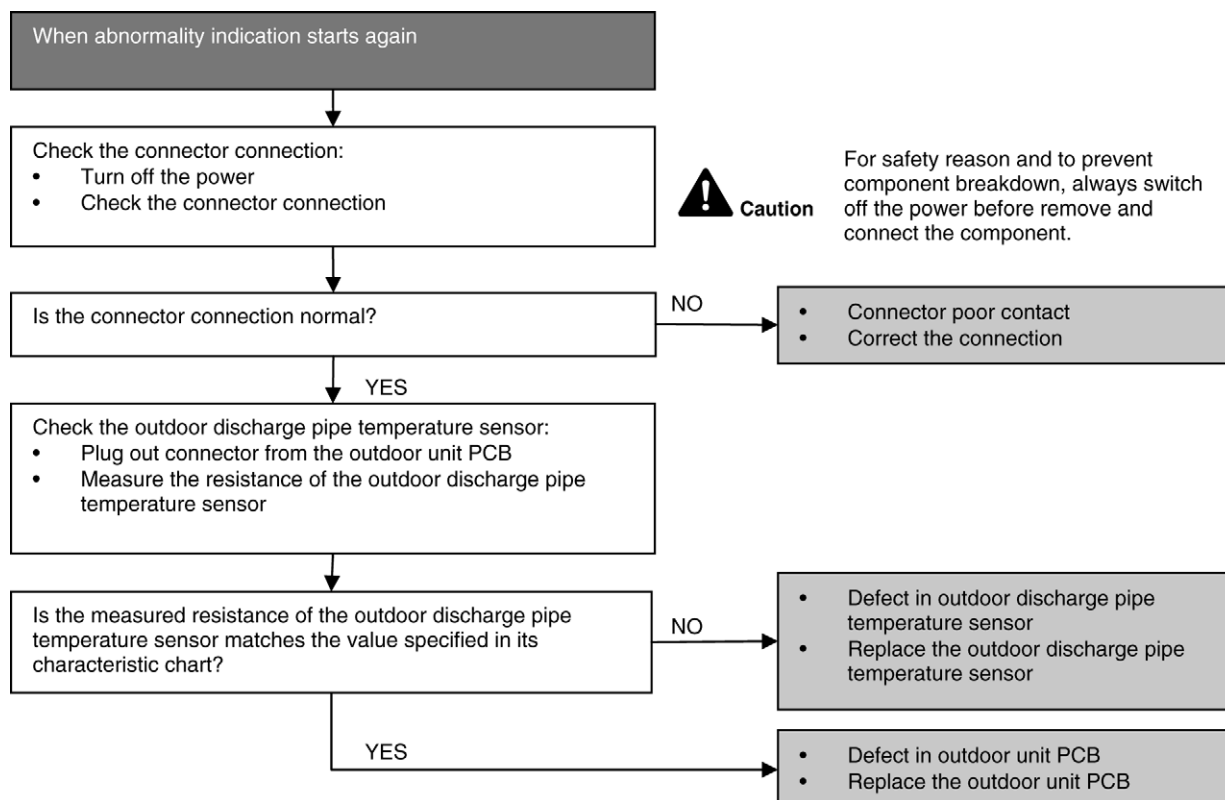 When abnormality indication starts again
Check the connector connection:
• Turn off the power
• Check the connector connection
Caution
For safety reason and to prevent
component breakdown, always switch
off the power before remove and
connect the component.
Is the connector connection normal?
NO
• Connector poor contact
• Correct the connection
YES
Check the outdoor discharge pipe temperature sensor:
• Plug out connector from the outdoor unit PCB
• Measure the resistance of the outdoor discharge pipe
temperature sensor
Is the measured resistance of the outdoor discharge pipe
temperature sensor matches the value specified in its
characteristic chart?
NO
• Defect in outdoor discharge pipe
temperature sensor
• Replace the outdoor discharge pipe
temperature sensor
YES
• Defect in outdoor unit PCB
• Replace the outdoor unit PCB